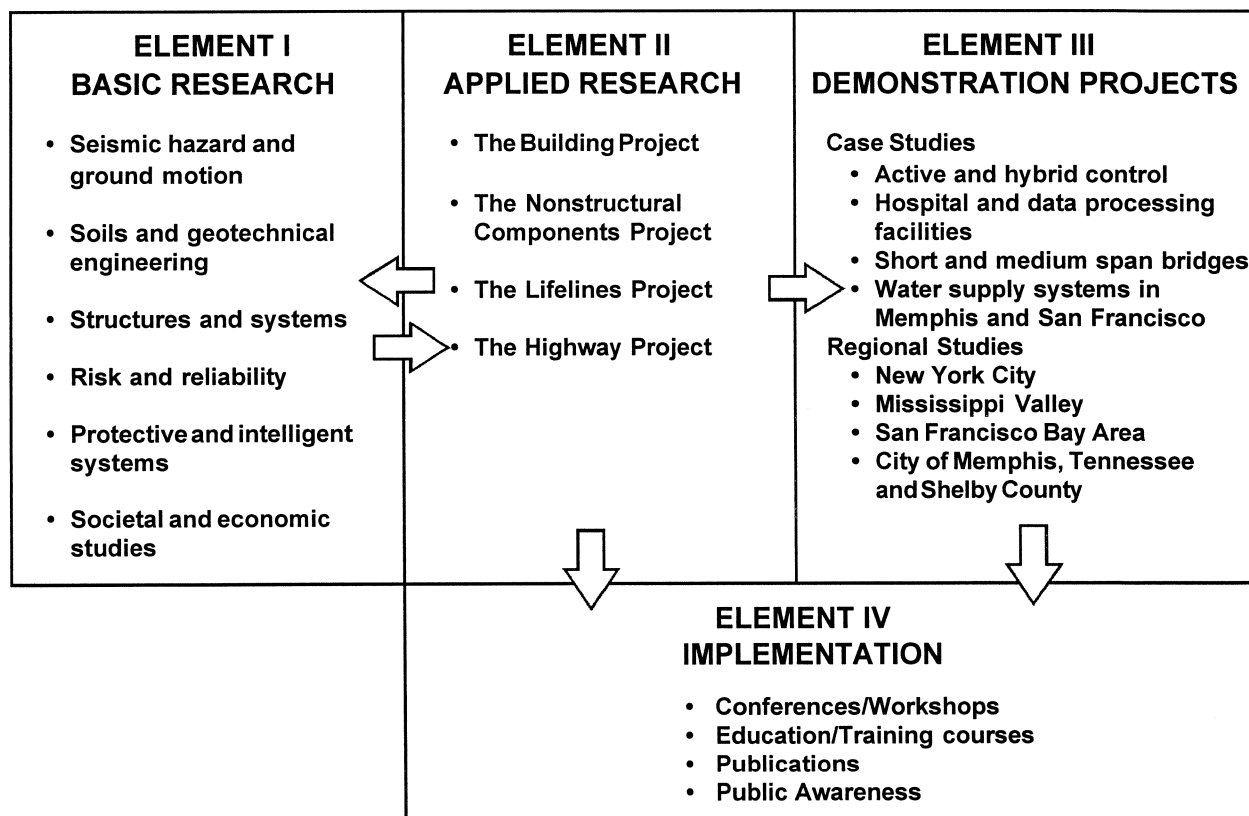 ELEMENT I
BASIC RESEARCH
• Seismic hazard and
ground motion
• Soils and geotechnical
engineering
• Structures and systems
• Risk and reliability
• Protective and intelligent
systems
• Societal and economic
studies
ELEMENT II
APPLIED RESEARCH
• The Building Project
• The Nonstructural
Components Project
• The Lifelines Project
• The Highway Project
ELEMENT III
DEMONSTRATION PROJECTS
Case Studies
• Active and hybrid control
• Hospital and data processing
facilities
• Short and medium span bridges
• Water supply systems in
Memphis and San Francisco
Regional Studies
• New York City
• Mississippi Valley
• San Francisco Bay Area
• City of Memphis, Tennessee
and Shelby County
ELEMENT IV
IMPLEMENTATION
• Conferences/Workshops
• Education/Training courses
• Publications
• Public Awareness